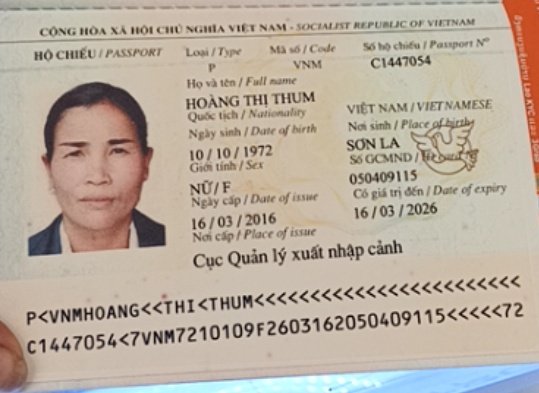 CỘNG HÒA XÃ HỘI CHỦ NGHĨA VIỆT NAM - SOCIALIST REPUBLIC OF VIETNAM
HỘ CHIẾU / PASSPORT Loại / Type Mã số / Code Số hộ chiếu / Passport Nº
P VNM C1447054
Họ và tên / Full name
HOÀNG THỊ THUM
Quốc tịch / Nationality
VIỆT NAM / VIETNAMESE
Ngày sinh / Date of birth Nơi sinh / Place of birth
10 / 10 / 1972 SƠN LA
Giới tính / Sex Số GCMND /
NỮ / F 050409115
Ngày cấp / Date of issue Có giá trị đến / Date of expiry
16 / 03 / 2016 16 / 03 / 2026
Nơi cấp / Place of issue
Cục Quản lý xuất nhập cảnh
P<VNMHOANG<<THI<THUM<<<<<<<<<<<<<<<<<<<<<<<<
C1447054<7VNM7210109F2603162050409115<<<<<72